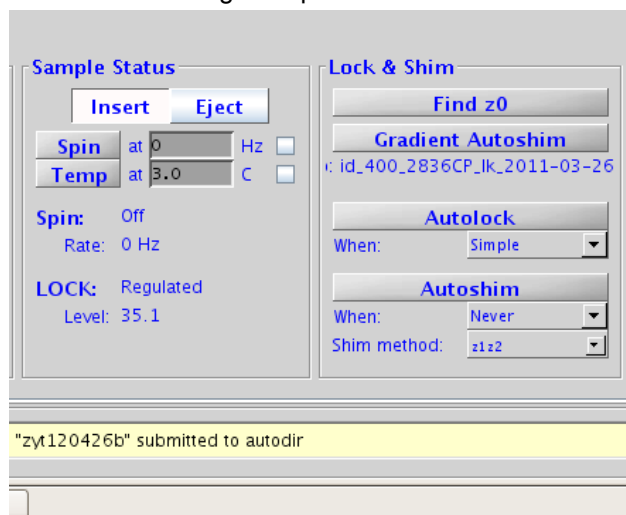 Sample Status
Insert Eject
Spin at 0 Hz
Temp at 3.0 C
Spin: Off
Rate: 0 Hz
LOCK: Regulated
Level: 35.1
Lock & Shim
Find z0
Gradient Autoshim
: id_400_2836CP_lk_2011-03-26
Autolock
When: Simple
Autoshim
When: Never
Shim method: z1z2
"zyt120426b" submitted to autodir